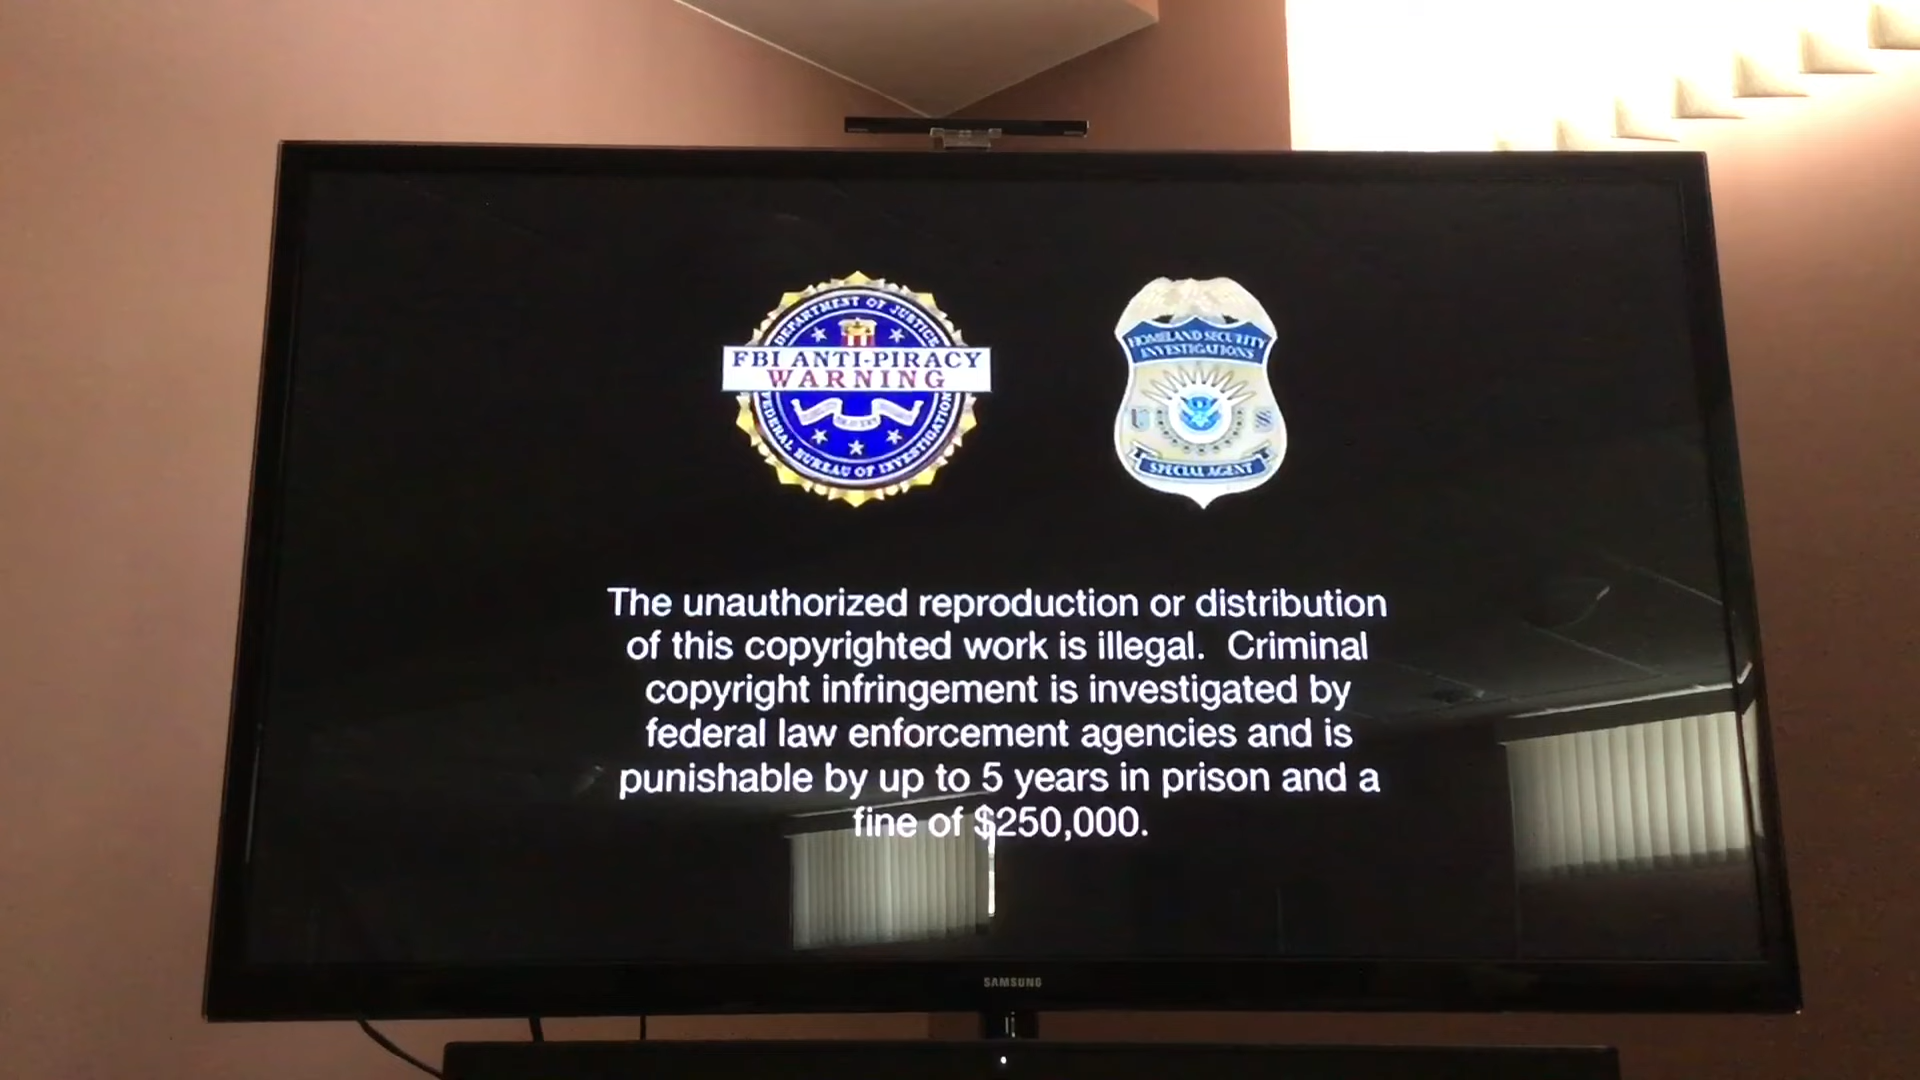 DEPARTMENT OF JUSTICE
FBI ANTI-PIRACY
WARNING
FEDERAL BUREAU OF INVESTIGATION
HOMELAND SECURITY
INVESTIGATIONS
U S
SPECIAL AGENT
The unauthorized reproduction or distribution
of this copyrighted work is illegal.  Criminal
copyright infringement is investigated by
federal law enforcement agencies and is
punishable by up to 5 years in prison and a
fine of $250,000.
SAMSUNG